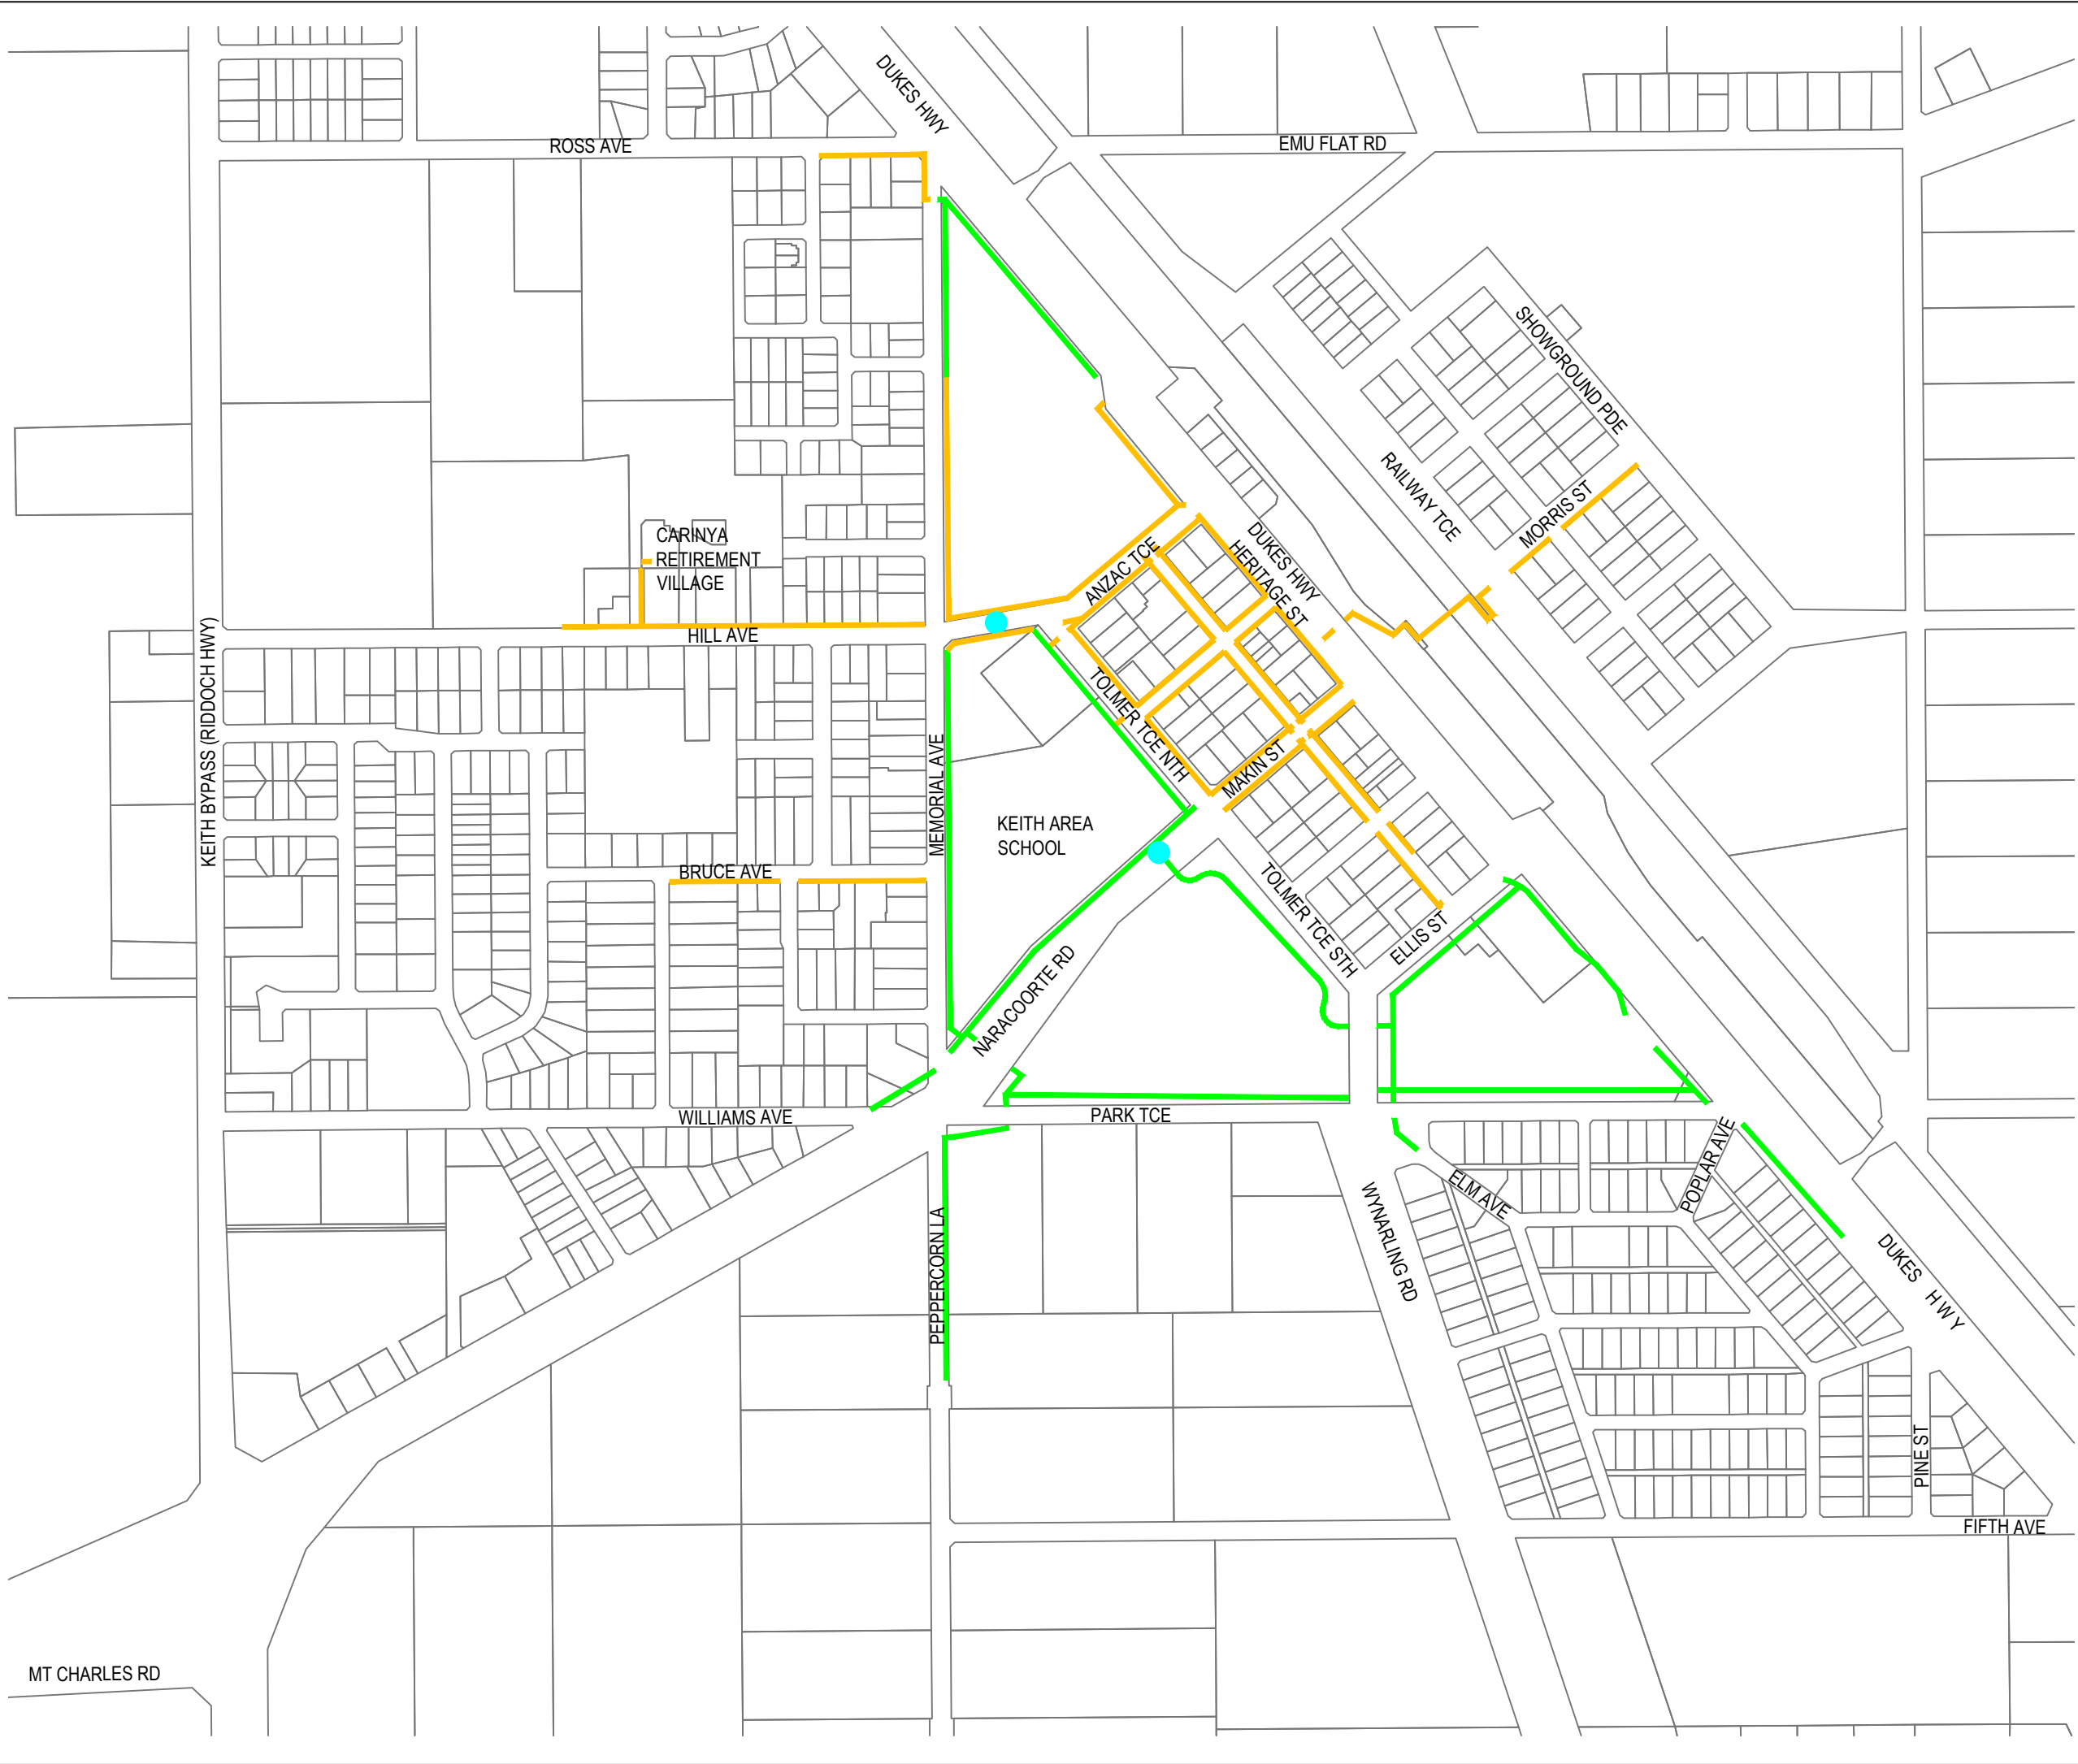 DUKES HWY
ROSS AVE
EMU FLAT RD
SHOWGROUND PDE
RAILWAY TCE
MORRIS ST
CARINYA
RETIREMENT
VILLAGE
DUKES HWY
HERITAGE ST
ANZAC TCE
HILL AVE
KEITH BYPASS (RIDDOCH HWY)
TOLMER TCE NTH
MAKIN ST
MEMORIAL AVE
KEITH AREA
SCHOOL
BRUCE AVE
TOLMER TCE STH
ELLIS ST
NARACOORTE RD
WILLIAMS AVE
PARK TCE
POPLAR AVE
ELM AVE
WYNARLING RD
PEPPERCORN LA
DUKES HWY
PINE ST
FIFTH AVE
MT CHARLES RD